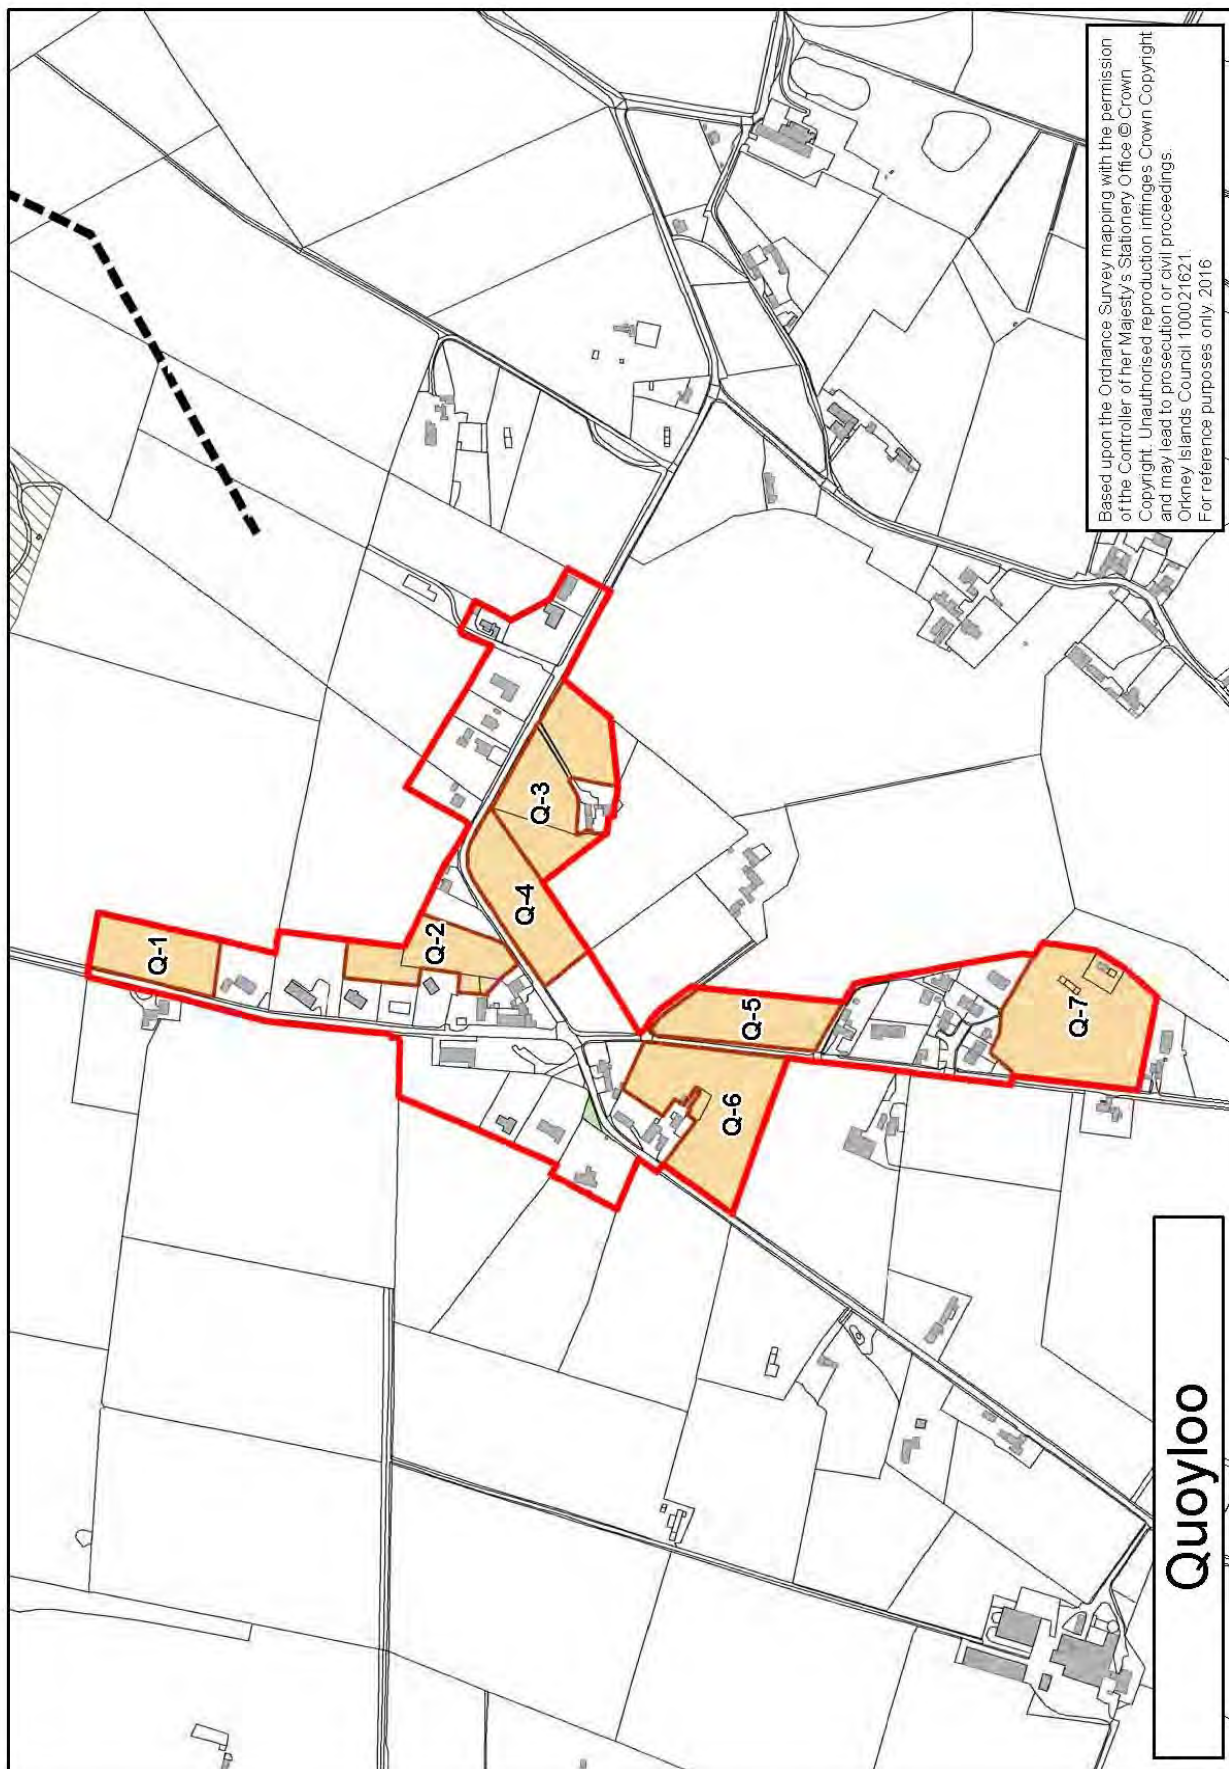 Quoyloo
Q-1
Q-2
Q-3
Q-4
Q-5
Q-6
Q-7
Based upon the Ordnance Survey mapping with the permission
of the Controller of her Majesty's Stationery Office © Crown
Copyright. Unauthorised reproduction infringes Crown Copyright
and may lead to prosecution or civil proceedings.
Orkney Islands Council 100021621.
For reference purposes only. 2016